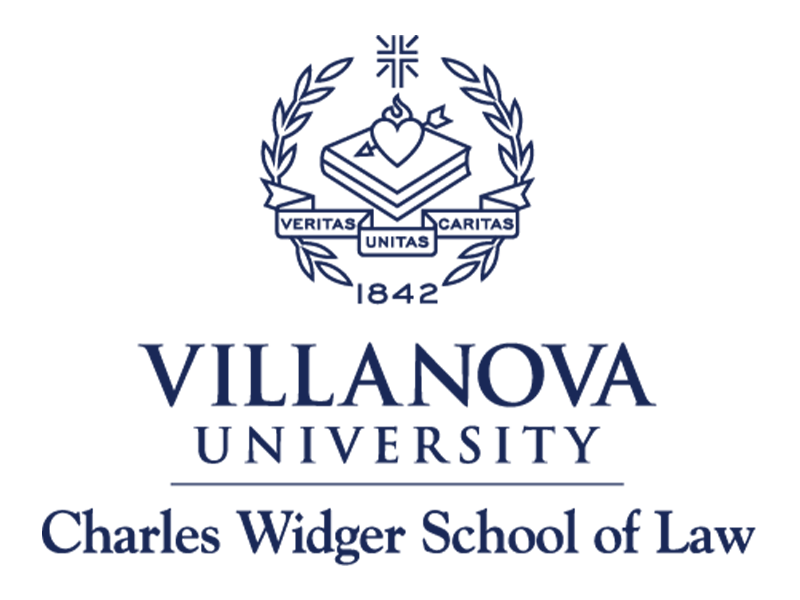 VERITAS
UNITAS
CARITAS
1842
VILLANOVA
UNIVERSITY
Charles Widger School of Law